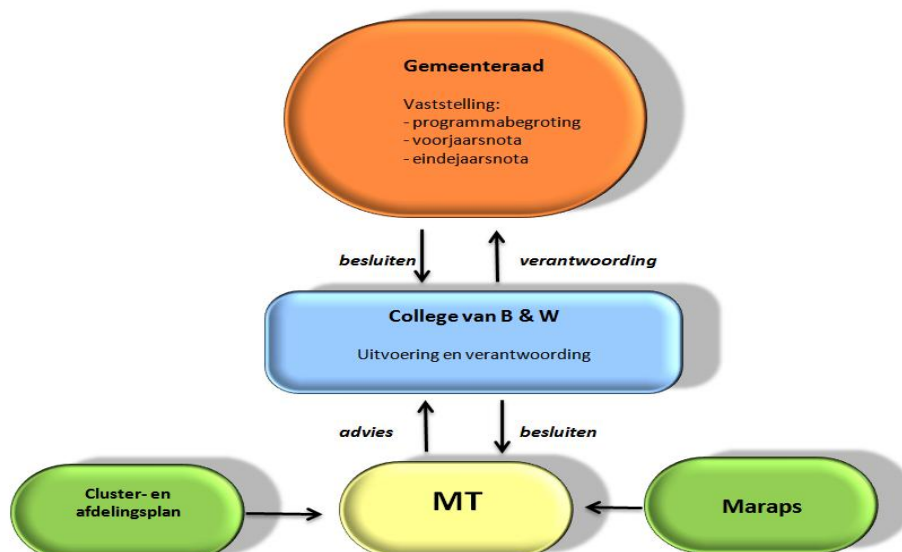 Gemeenteraad
Vaststelling:
- programmabegroting
- voorjaarsnota
- eindejaarsnota
besluiten
verantwoording
College van B & W
Uitvoering en verantwoording
advies
besluiten
Cluster- en
afdelingsplan
MT
Maraps